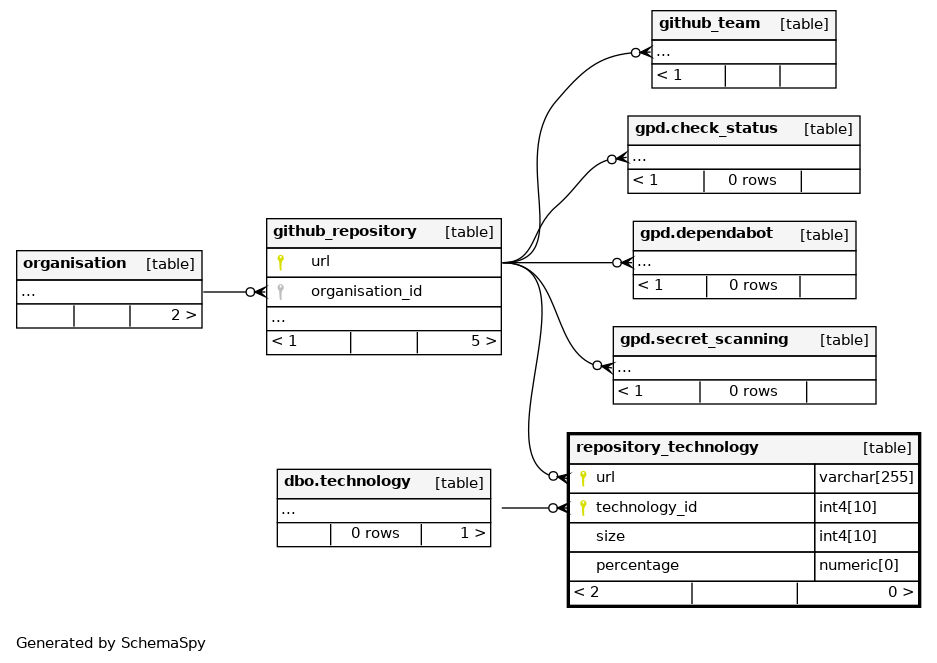 github_team [table]
...
< 1
gpd.check_status [table]
...
< 1 0 rows
github_repository [table]
url
organisation_id
...
< 1 5 >
gpd.dependabot [table]
...
< 1 0 rows
organisation [table]
...
2 >
gpd.secret_scanning [table]
...
< 1 0 rows
repository_technology [table]
url varchar[255]
technology_id int4[10]
size int4[10]
percentage numeric[0]
< 2 0 >
dbo.technology [table]
...
0 rows 1 >
Generated by SchemaSpy